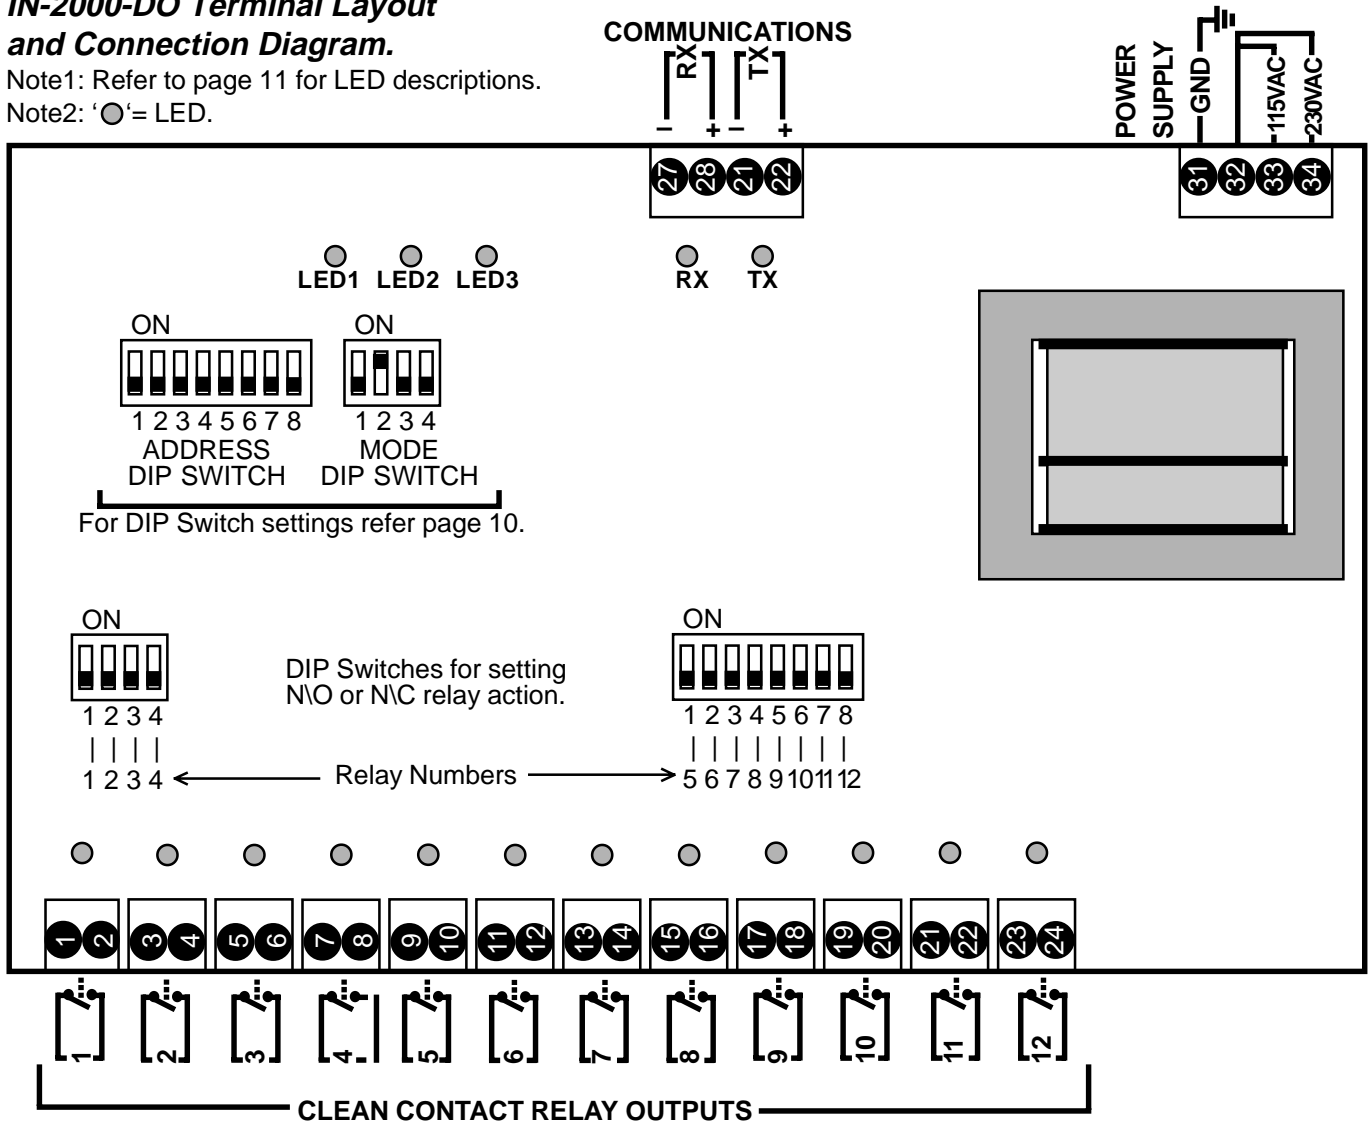 IN-2000-DO Terminal Layout
and Connection Diagram.
Note1: Refer to page 11 for LED descriptions.
Note2: ‘ ‘= LED.
COMMUNICATIONS
RX TX
– + – +
POWER
SUPPLY
GND
115VAC
230VAC
27 28 21 22
31 32 33 34
LED1 LED2 LED3
RX TX
ON
1 2 3 4 5 6 7 8
ADDRESS
DIP SWITCH
ON
1 2 3 4
MODE
DIP SWITCH
For DIP Switch settings refer page 10.
ON
1 2 3 4
1 2 3 4
DIP Switches for setting
N\O or N\C relay action.
Relay Numbers
ON
1 2 3 4 5 6 7 8
5 6 7 8 9 10 11 12
1 2 3 4 5 6 7 8 9 10 11 12 13 14 15 16 17 18 19 20 21 22 23 24
1 2 3 4 5 6 7 8 9 10 11 12
CLEAN CONTACT RELAY OUTPUTS